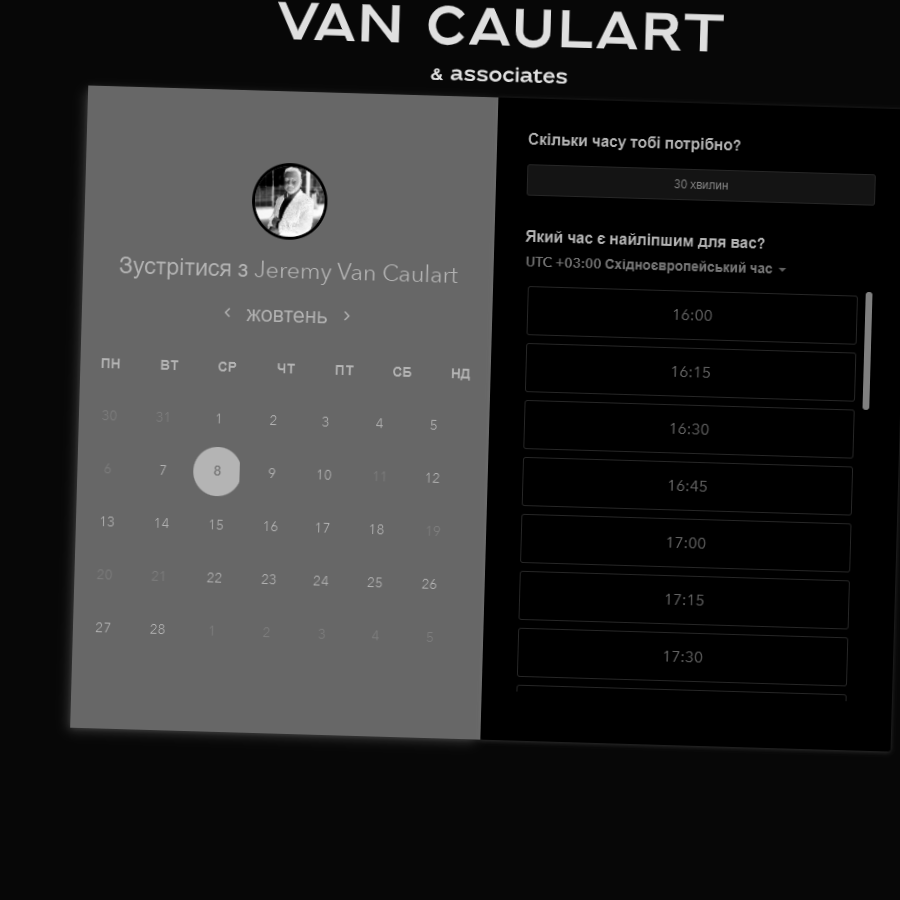 VAN CAULART
& associates
Зустрітися з Jeremy Van Caulart
жовтень
ПН ВТ СР ЧТ ПТ СБ НД
30 31 1 2 3 4 5
6 7 8 9 10 11 12
13 14 15 16 17 18 19
20 21 22 23 24 25 26
27 28 1 2 3 4 5
Скільки часу тобі потрібно?
30 хвилин
Який час є найліпшим для вас?
UTC +03:00 Східноєвропейський час
16:00
16:15
16:30
16:45
17:00
17:15
17:30